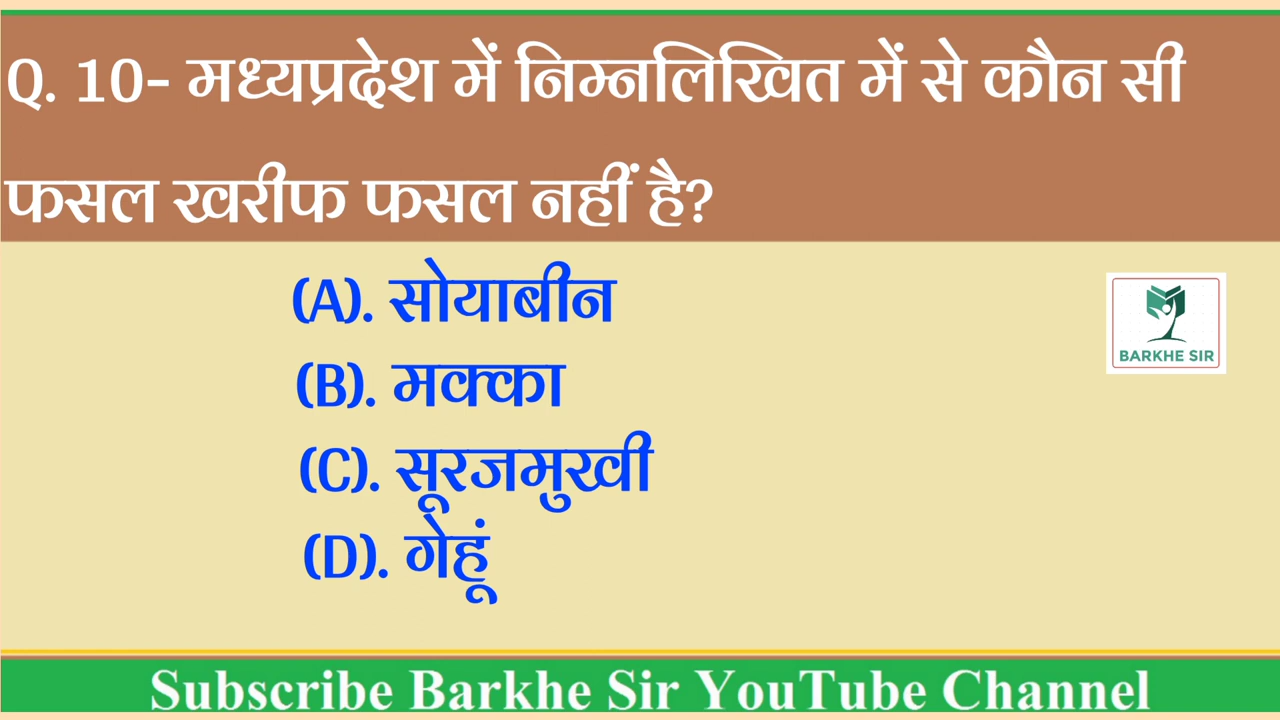 Q. 10- मध्यप्रदेश में निम्नलिखित में से कौन सी
फसल खरीफ फसल नहीं है?
(A). सोयाबीन
(B). मक्का
(C). सूरजमुखी
(D). गेहूं
BARKHE SIR
Subscribe Barkhe Sir YouTube Channel